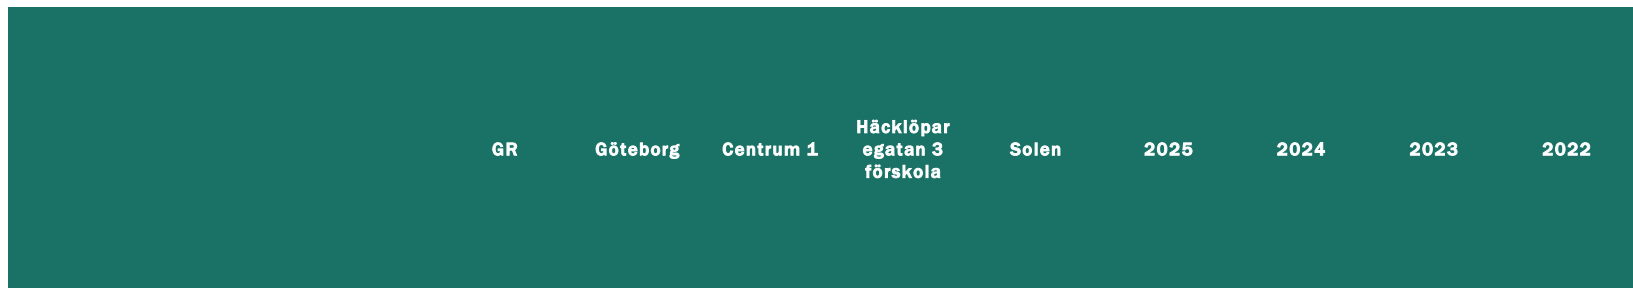 GR
Göteborg
Centrum 1
Häcklöpar
egatan 3
förskola
Solen
2025
2024
2023
2022